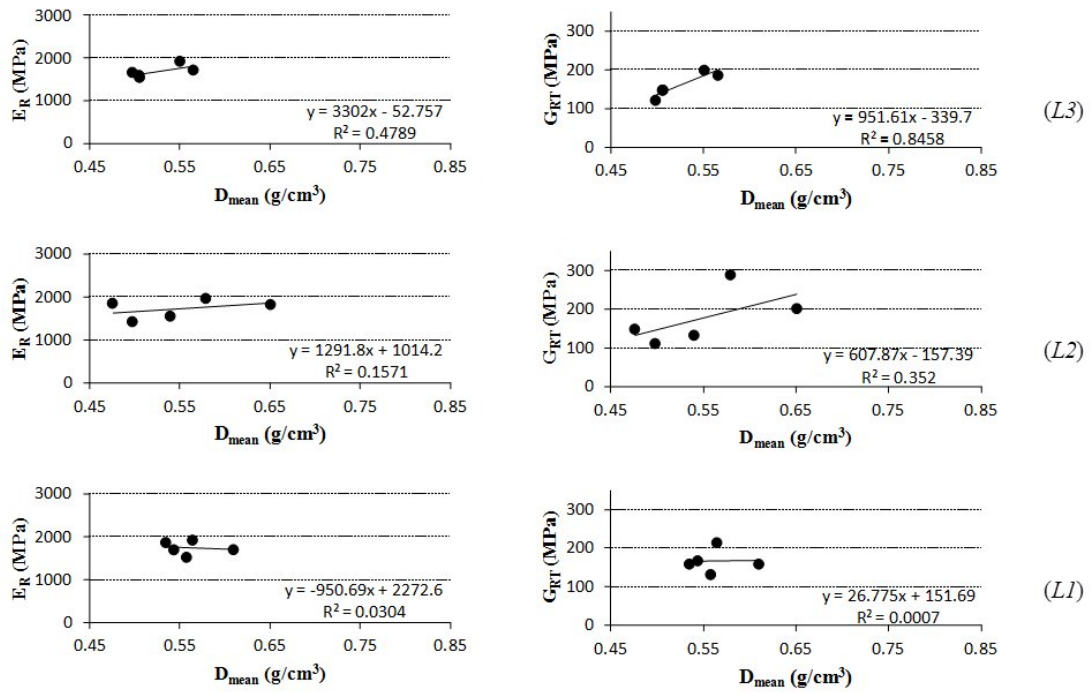 3000
2000
1000
0
E_R (MPa)
y = 3302x - 52.757
R² = 0.4789
0.45 0.55 0.65 0.75 0.85
D_mean (g/cm³)
300
200
100
0
G_RT (MPa)
y = 951.61x - 339.7
R² = 0.8458
0.45 0.55 0.65 0.75 0.85
D_mean (g/cm³)
(L3)
3000
2000
1000
0
E_R (MPa)
y = 1291.8x + 1014.2
R² = 0.1571
0.45 0.55 0.65 0.75 0.85
D_mean (g/cm³)
300
200
100
0
G_RT (MPa)
y = 607.87x - 157.39
R² = 0.352
0.45 0.55 0.65 0.75 0.85
D_mean (g/cm³)
(L2)
3000
2000
1000
0
E_R (MPa)
y = -950.69x + 2272.6
R² = 0.0304
0.45 0.55 0.65 0.75 0.85
D_mean (g/cm³)
300
200
100
0
G_RT (MPa)
y = 26.775x + 151.69
R² = 0.0007
0.45 0.55 0.65 0.75 0.85
D_mean (g/cm³)
(L1)